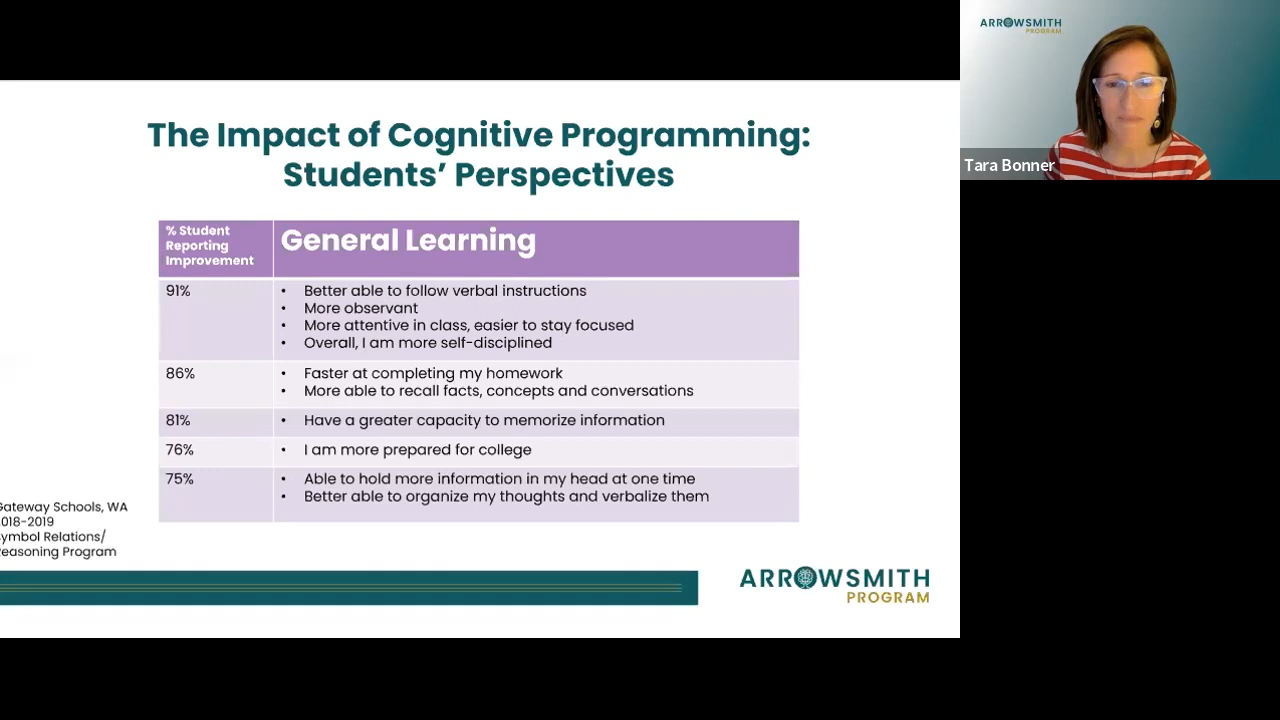 The Impact of Cognitive Programming:
Students' Perspectives
% Student
Reporting
Improvement
General Learning
91%
• Better able to follow verbal instructions
• More observant
• More attentive in class, easier to stay focused
• Overall, I am more self-disciplined
86%
• Faster at completing my homework
• More able to recall facts, concepts and conversations
81%
• Have a greater capacity to memorize information
76%
• I am more prepared for college
75%
• Able to hold more information in my head at one time
• Better able to organize my thoughts and verbalize them
Gateway Schools, WA
2018-2019
Symbol Relations/
Reasoning Program
ARROWSMITH
PROGRAM
ARROWSMITH
PROGRAM
Tara Bonner